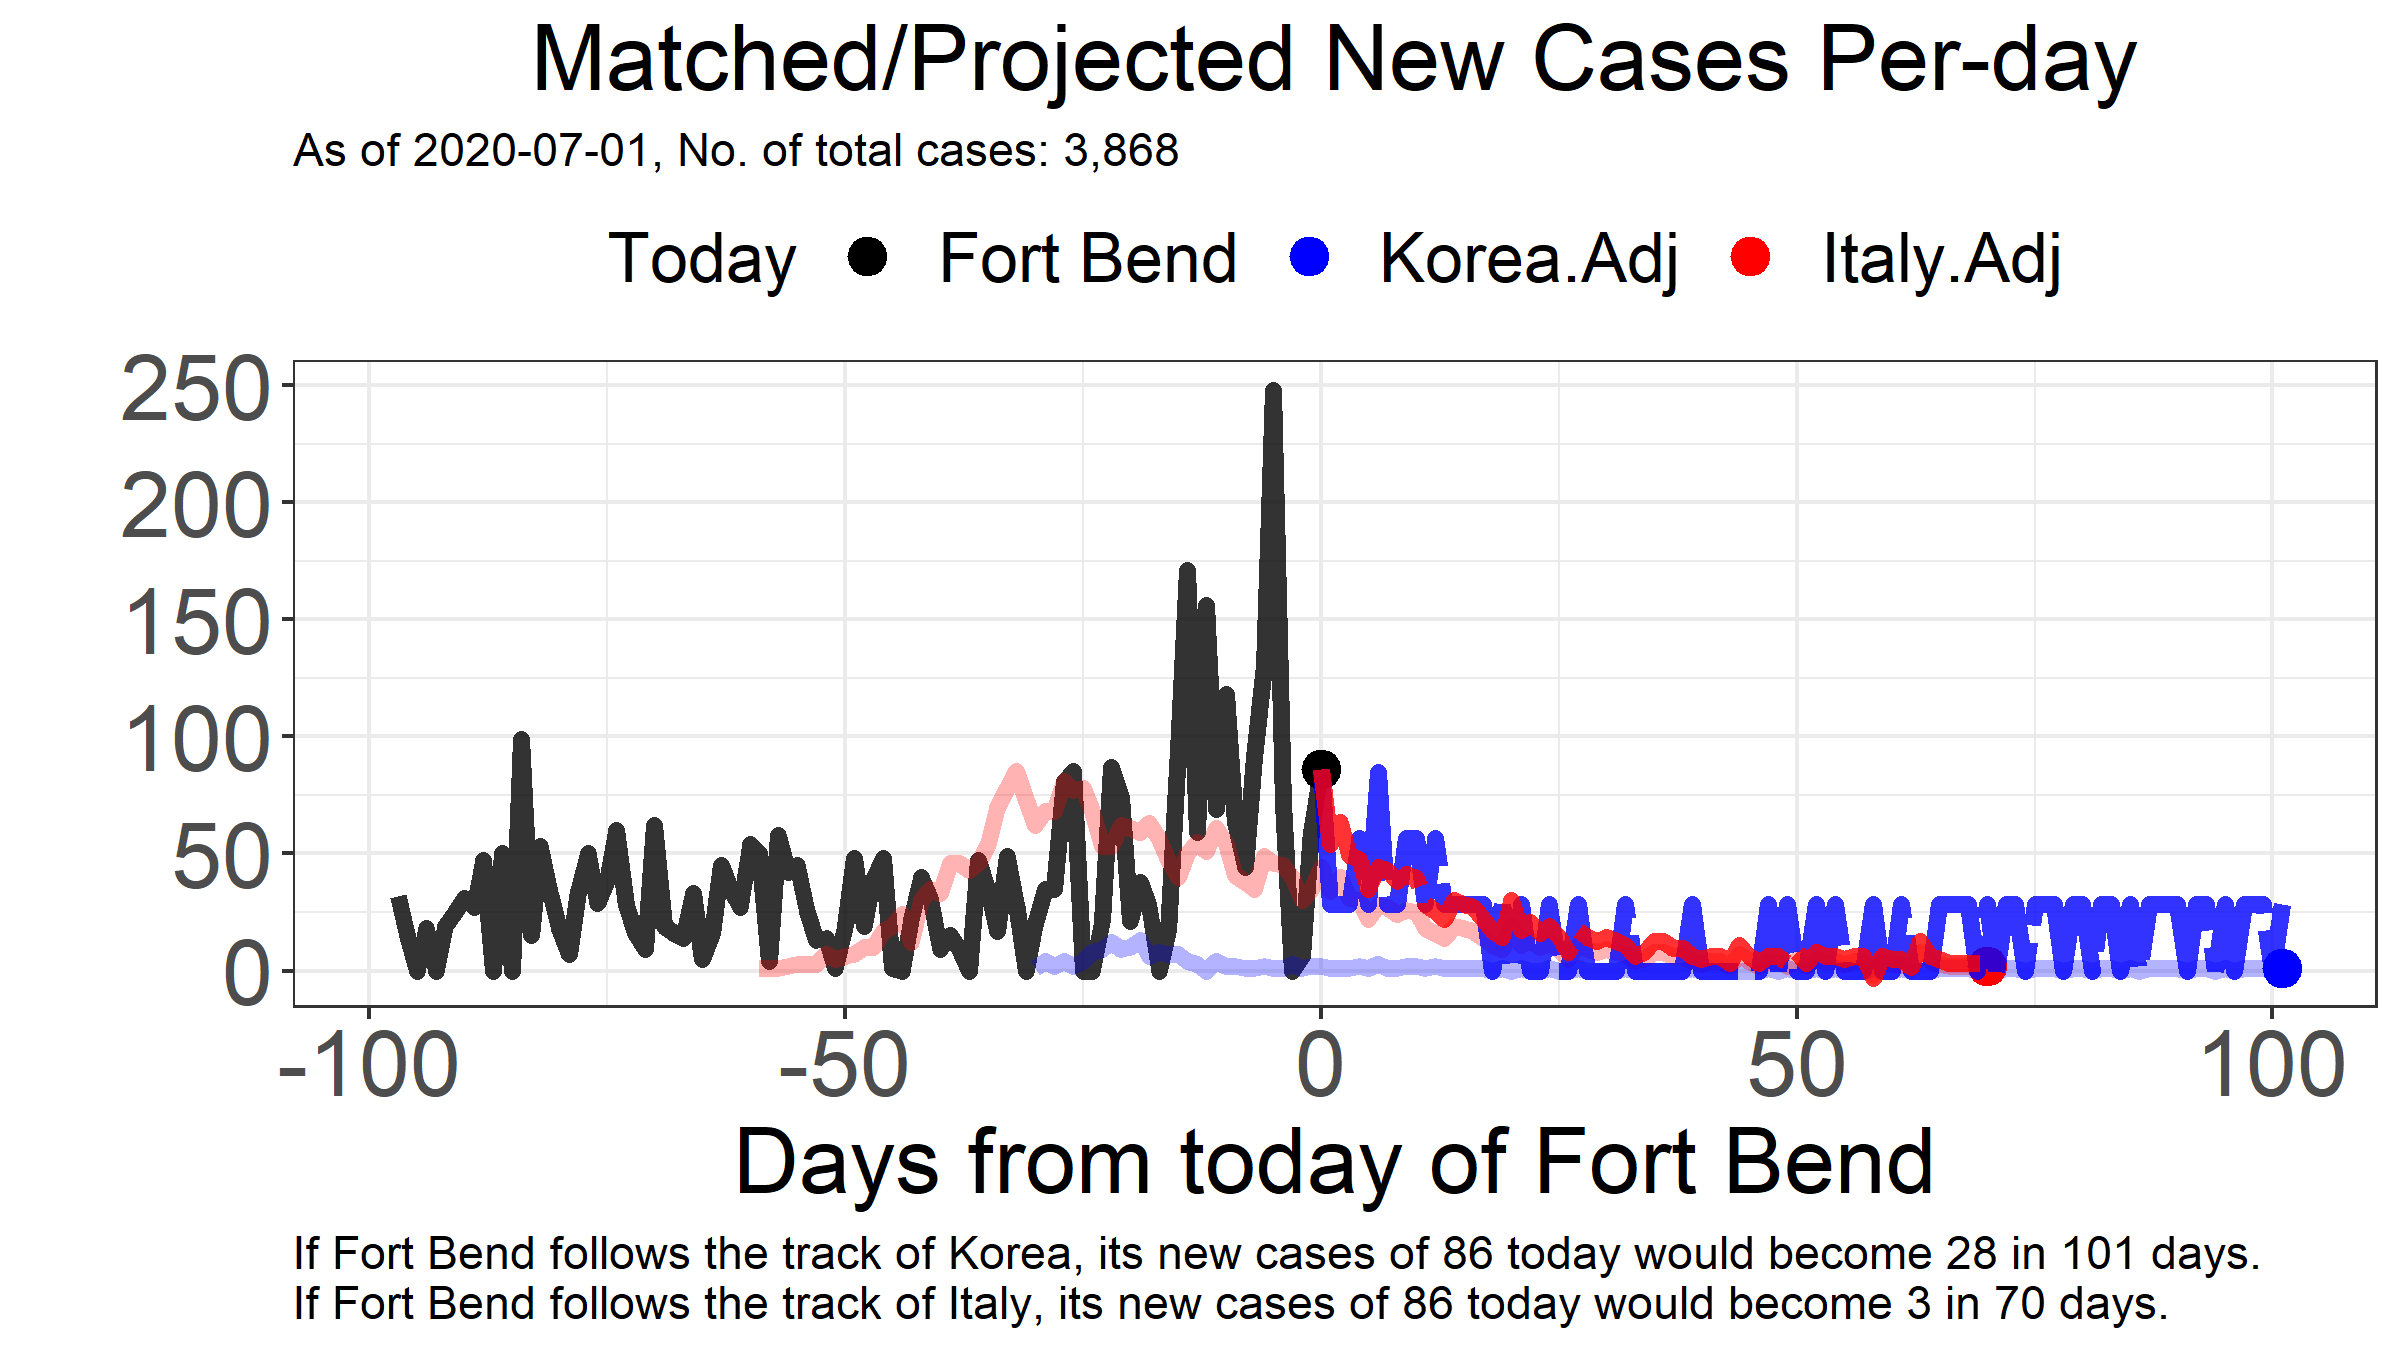 Matched/Projected New Cases Per-day
As of 2020-07-01, No. of total cases: 3,868
Today Fort Bend Korea.Adj Italy.Adj
250
200
150
100
50
0
-100 -50 0 50 100
Days from today of Fort Bend
If Fort Bend follows the track of Korea, its new cases of 86 today would become 28 in 101 days.
If Fort Bend follows the track of Italy, its new cases of 86 today would become 3 in 70 days.